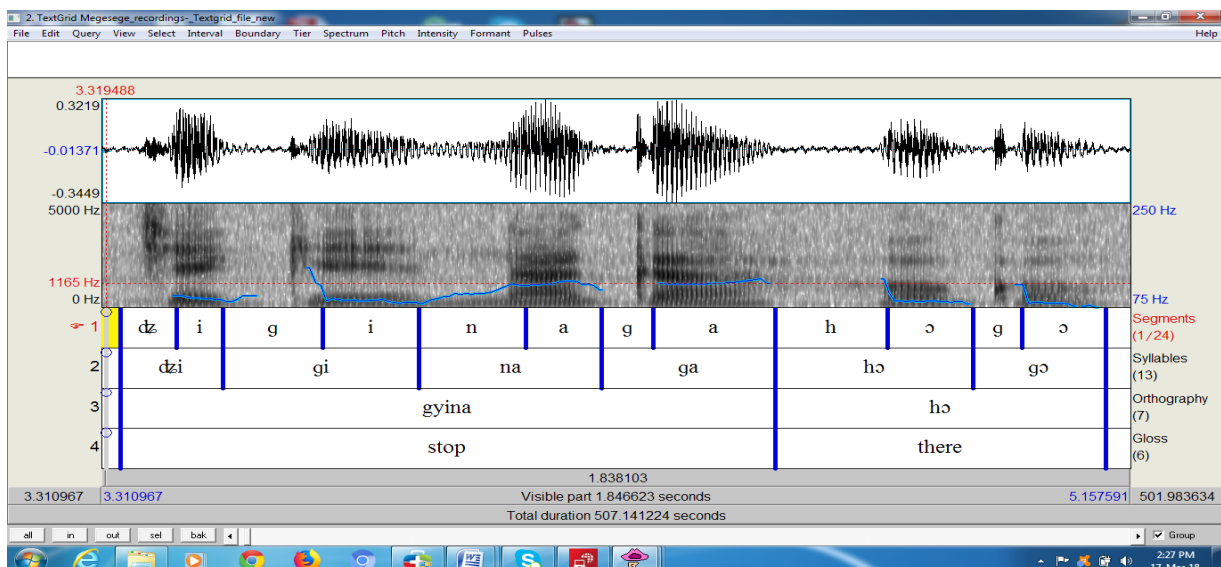 2. TextGrid Megesege_recordings-_Textgrid_file_new
File Edit Query View Select Interval Boundary Tier Spectrum Pitch Intensity Formant Pulses Help
3.319488
0.3219
-0.01371
-0.3449
5000 Hz 250 Hz
1165 Hz
0 Hz 75 Hz
1 ʥ i g i n a g a h ɔ g ɔ Segments
(1/24)
2 ʥi gi na ga hɔ gɔ Syllables
(13)
3 gyina hɔ Orthography
(7)
4 stop there Gloss
(6)
1.838103
3.310967 3.310967 Visible part 1.846623 seconds 5.157591 501.983634
Total duration 507.141224 seconds
all in out sel bak Group
2:27 PM
17-Mar-18